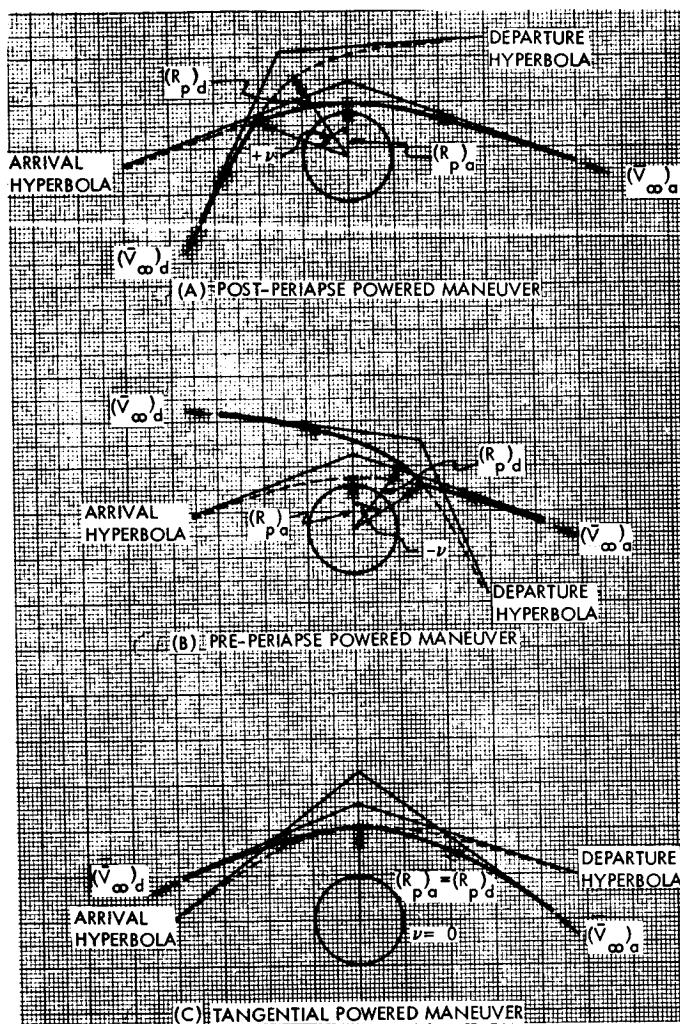 DEPARTURE
HYPERBOLA
(R_p)_d
+ν
ARRIVAL
HYPERBOLA
(R_p)_a
(V̄_∞)_a
(V̄_∞)_d
(A) POST-PERIAPSE POWERED MANEUVER
(V̄_∞)_d
(R_p)_d
ARRIVAL
HYPERBOLA
(R_p)_a
(V̄_∞)_a
-ν
DEPARTURE
HYPERBOLA
(B) PRE-PERIAPSE POWERED MANEUVER
(V̄_∞)_d
DEPARTURE
HYPERBOLA
(R_p)_a=(R_p)_d
ARRIVAL
HYPERBOLA
ν= 0
(V̄_∞)_a
(C) TANGENTIAL POWERED MANEUVER